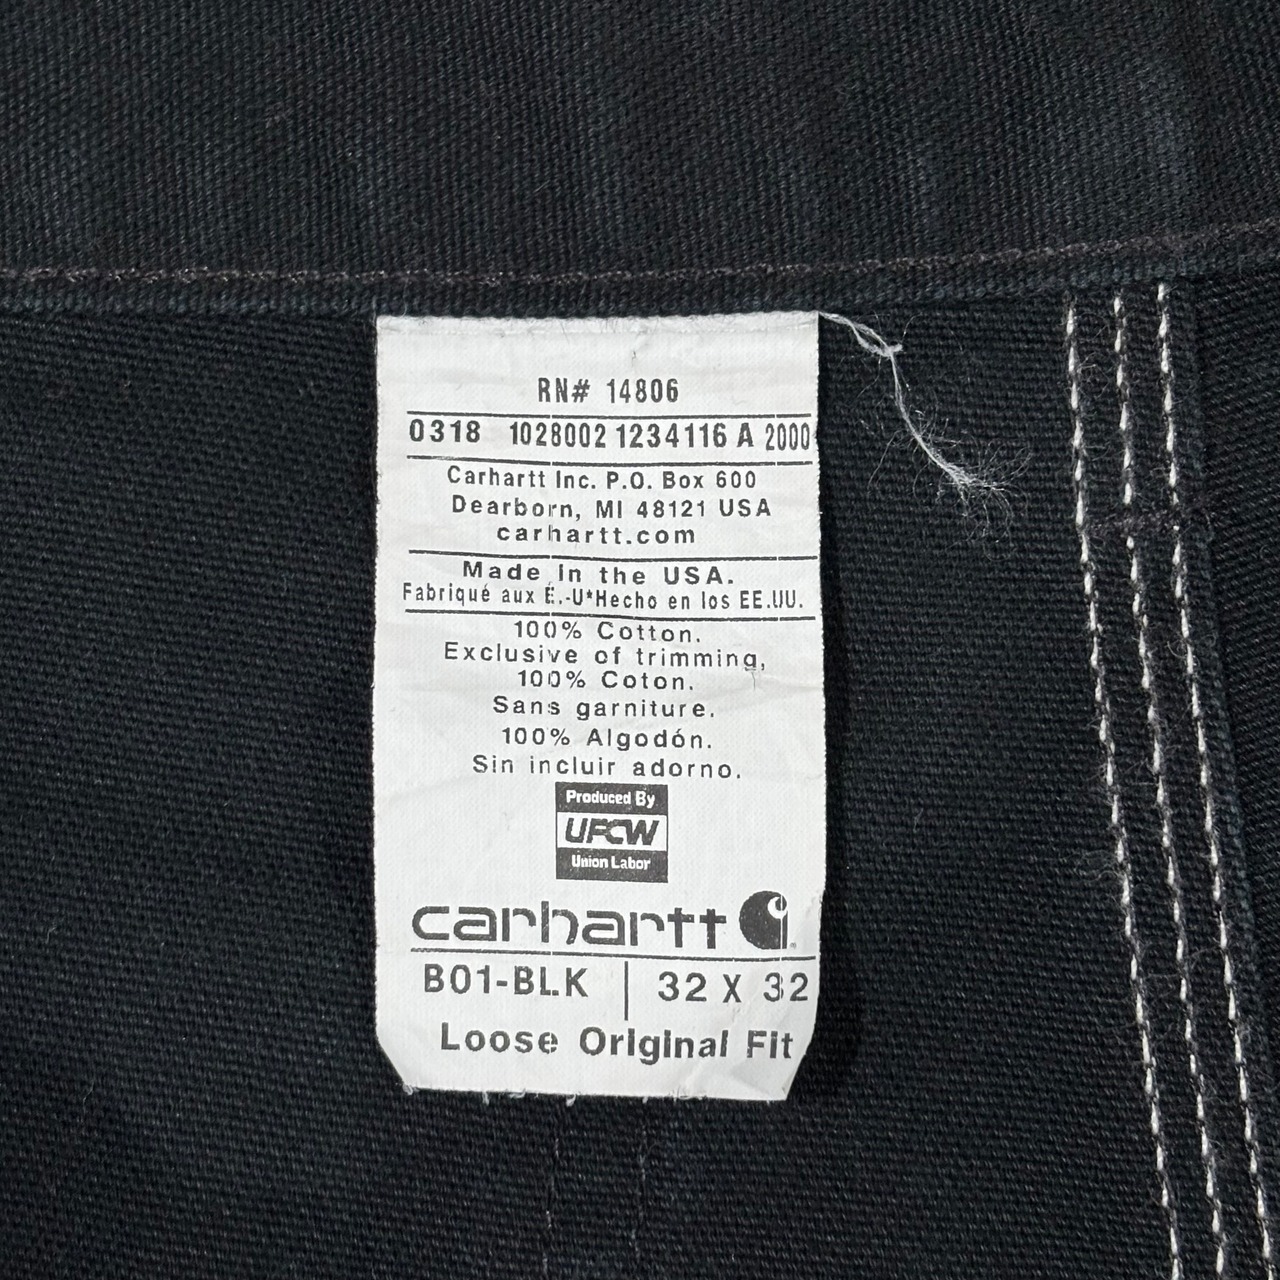 RN# 14806
0318 1028002 1234116 A 2000
Carhartt Inc. P.O. Box 600
Dearborn, MI 48121 USA
carhartt.com
Made in the USA.
Fabriqué aux É.-U*Hecho en los EE.UU.
100% Cotton.
Exclusive of trimming,
100% Coton.
Sans garniture.
100% Algodón.
Sin incluir adorno.
Produced By
UFCW
Union Labor
carhartt
B01-BLK 32 X 32
Loose Original Fit